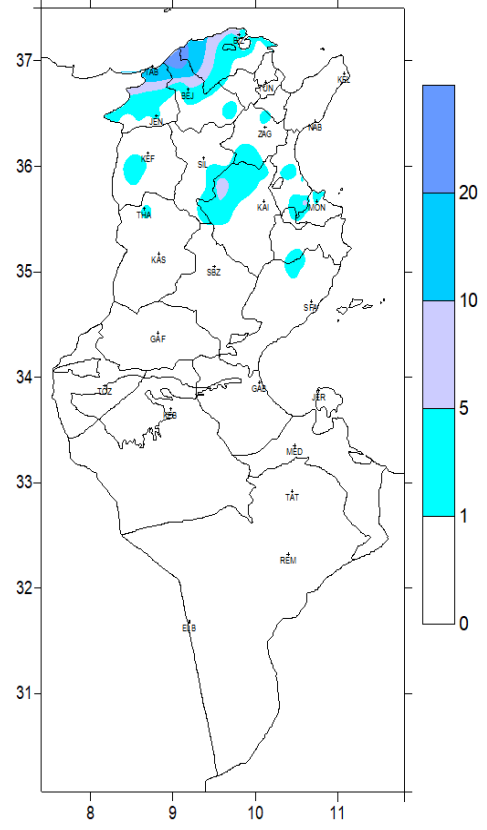 37
BIZ
TAB
KEL
TUN
BEJ
JEN
NAB
ZAG
36
KEF
SIL
20
THA
KAI
MON
35
KAS
SBZ
10
SFA
34
GAF
TOZ
GAB
JER
5
KEB
33
MED
TAT
1
REM
32
0
ELB
31
8 9 10 11